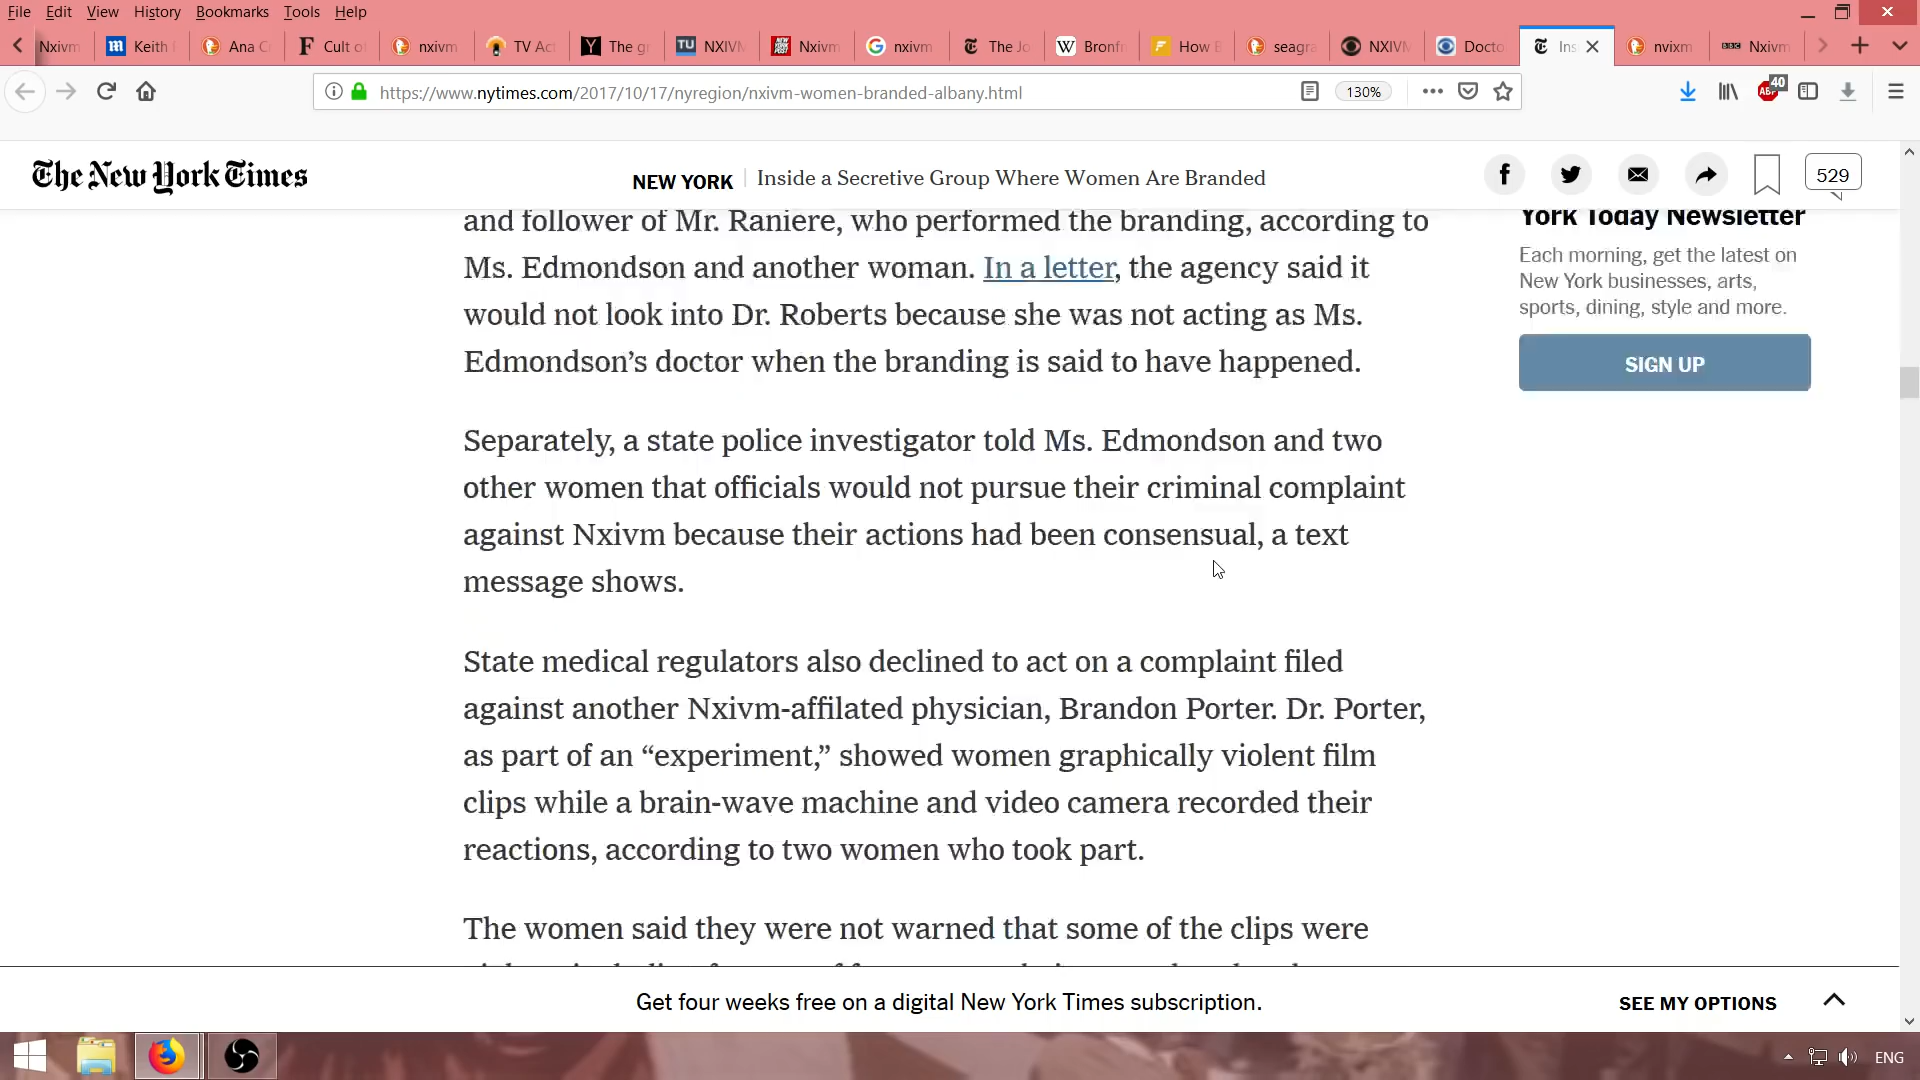 File Edit View History Bookmarks Tools Help
Nxivm Keith Ana C Cult o nxivm TV Act The g NXIVM Nxivm nxivm The Jo Bronfr How B seagra NXIVM Docto Ins nvixm Nxivm
https://www.nytimes.com/2017/10/17/nyregion/nxivm-women-branded-albany.html 130% 40
The New York Times NEW YORK Inside a Secretive Group Where Women Are Branded 529
and follower of Mr. Raniere, who performed the branding, according to
Ms. Edmondson and another woman. In a letter, the agency said it
would not look into Dr. Roberts because she was not acting as Ms.
Edmondson’s doctor when the branding is said to have happened.
Separately, a state police investigator told Ms. Edmondson and two
other women that officials would not pursue their criminal complaint
against Nxivm because their actions had been consensual, a text
message shows.
State medical regulators also declined to act on a complaint filed
against another Nxivm-affilated physician, Brandon Porter. Dr. Porter,
as part of an “experiment,” showed women graphically violent film
clips while a brain-wave machine and video camera recorded their
reactions, according to two women who took part.
The women said they were not warned that some of the clips were
York Today Newsletter
Each morning, get the latest on
New York businesses, arts,
sports, dining, style and more.
SIGN UP
Get four weeks free on a digital New York Times subscription. SEE MY OPTIONS
ENG